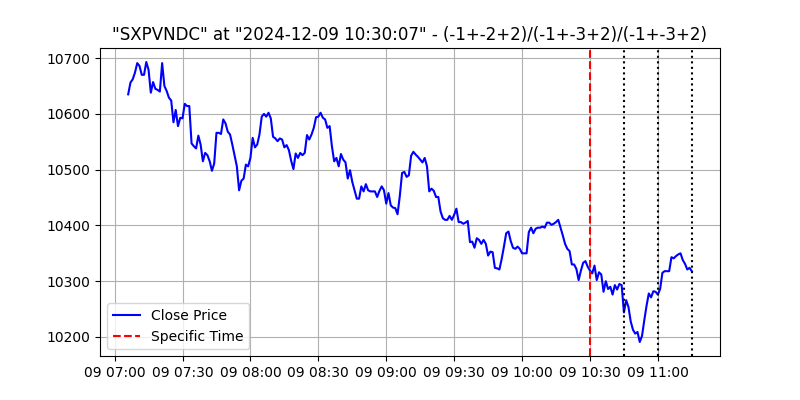 "SXPVNDC" at "2024-12-09 10:30:07" - (-1+-2+2)/(-1+-3+2)/(-1+-3+2)
10700
10600
10500
10400
10300
10200
Close Price
Specific Time
09 07:00 09 07:30 09 08:00 09 08:30 09 09:00 09 09:30 09 10:00 09 10:30 09 11:00